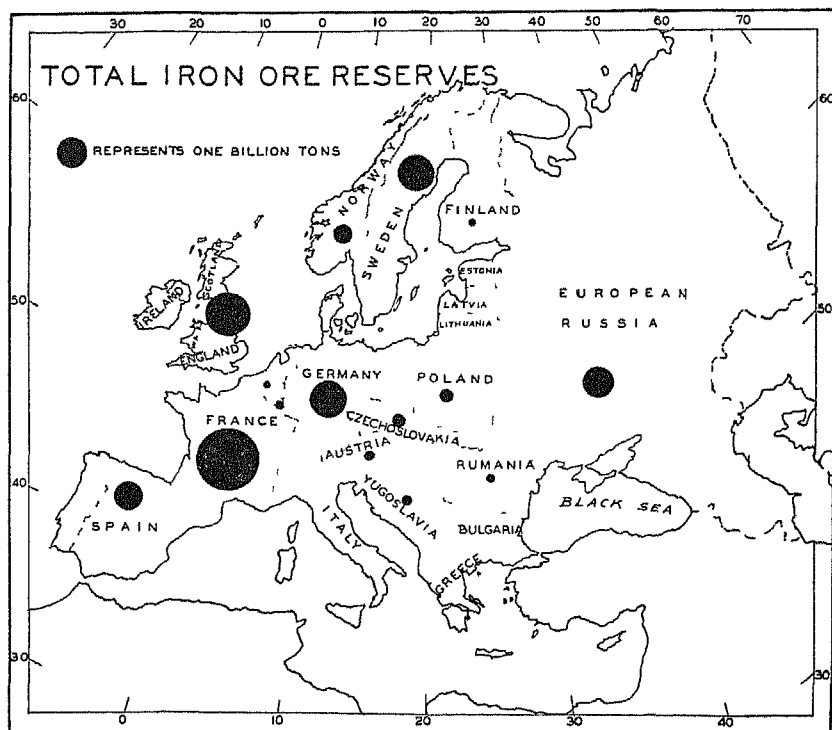 30 20 10 0 10 20 30 50 60 70
TOTAL IRON ORE RESERVES
60 60
REPRESENTS ONE BILLION TONS
NORWAY
SWEDEN
FINLAND
SCOTLAND
ESTONIA
IRELAND
LATVIA
LITHUANIA
EUROPEAN
RUSSIA
50 50
ENGLAND
GERMANY
POLAND
FRANCE
CZECHOSLOVAKIA
AUSTRIA
RUMANIA
YUGOSLAVIA
40 40
SPAIN
ITALY
BULGARIA
BLACK SEA
GREECE
30 30
0 10 20 30 40